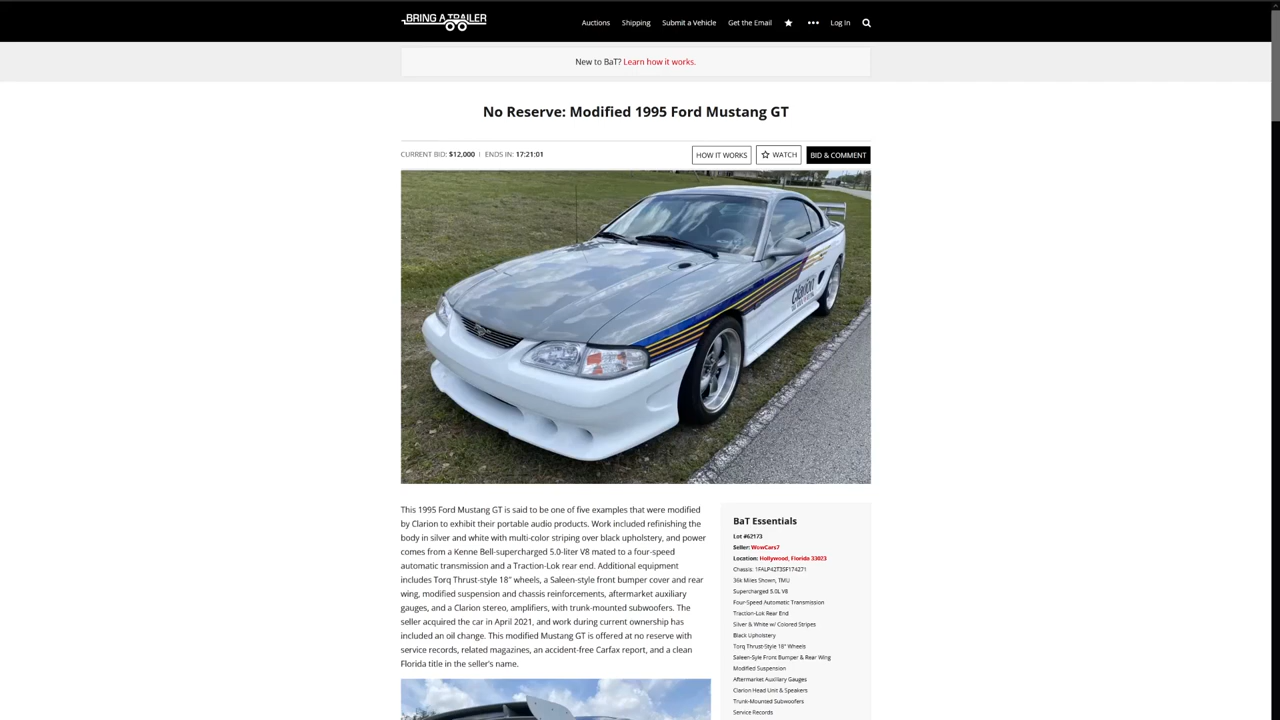 BRING A TRAILER
Auctions
Shipping
Submit a Vehicle
Get the Email
Log In
New to BaT? Learn how it works.
No Reserve: Modified 1995 Ford Mustang GT
CURRENT BID: $12,000 | ENDS IN: 17:21:01
HOW IT WORKS
WATCH
BID & COMMENT
Clarion
This 1995 Ford Mustang GT is said to be one of five examples that were modified
by Clarion to exhibit their portable audio products. Work included refinishing the
body in silver and white with multi-color striping over black upholstery, and power
comes from a Kenne Bell-supercharged 5.0-liter V8 mated to a four-speed
automatic transmission and a Traction-Lok rear end. Additional equipment
includes Torq Thrust-style 18" wheels, a Saleen-style front bumper cover and rear
wing, modified suspension and chassis reinforcements, aftermarket auxiliary
gauges, and a Clarion stereo, amplifiers, with trunk-mounted subwoofers. The
seller acquired the car in April 2021, and work during current ownership has
included an oil change. This modified Mustang GT is offered at no reserve with
service records, related magazines, an accident-free Carfax report, and a clean
Florida title in the seller's name.
BaT Essentials
Lot #62173
Seller: WowCars7
Location: Hollywood, Florida 33023
Chassis: 1FALP42T3SF174271
36k Miles Shown, TMU
Supercharged 5.0L V8
Four-Speed Automatic Transmission
Traction-Lok Rear End
Silver & White w/ Colored Stripes
Black Upholstery
Torq Thrust-Style 18" Wheels
Saleen-Syle Front Bumper & Rear Wing
Modified Suspension
Aftermarket Auxiliary Gauges
Clarion Head Unit & Speakers
Trunk-Mounted Subwoofers
Service Records